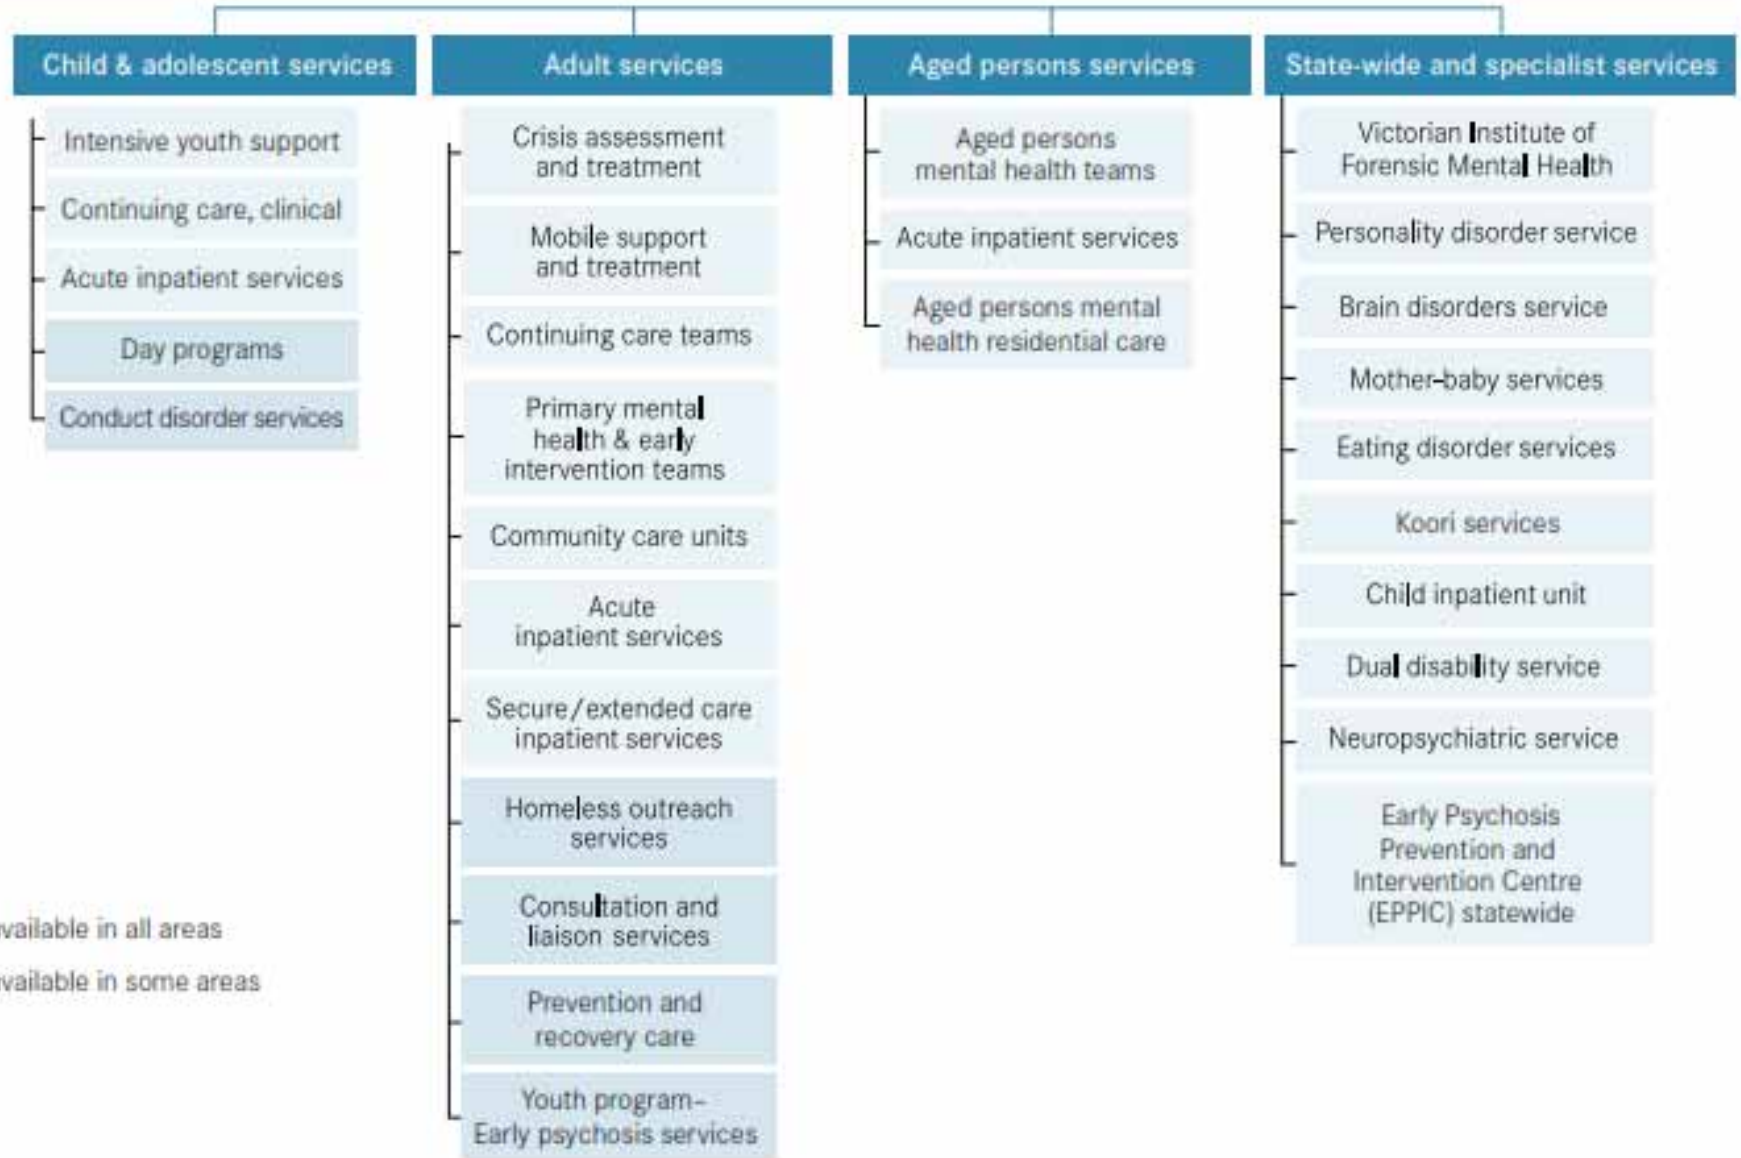 Child & adolescent services
Intensive youth support
Continuing care, clinical
Acute inpatient services
Day programs
Conduct disorder services
Adult services
Crisis assessment
and treatment
Mobile support
and treatment
Continuing care teams
Primary mental
health & early
intervention teams
Community care units
Acute
inpatient services
Secure/extended care
inpatient services
Homeless outreach
services
Consultation and
liaison services
Prevention and
recovery care
Youth program–
Early psychosis services
Aged persons services
Aged persons
mental health teams
Acute inpatient services
Aged persons mental
health residential care
State-wide and specialist services
Victorian Institute of
Forensic Mental Health
Personality disorder service
Brain disorders service
Mother–baby services
Eating disorder services
Koori services
Child inpatient unit
Dual disability service
Neuropsychiatric service
Early Psychosis
Prevention and
Intervention Centre
(EPPIC) statewide
vailable in all areas
vailable in some areas